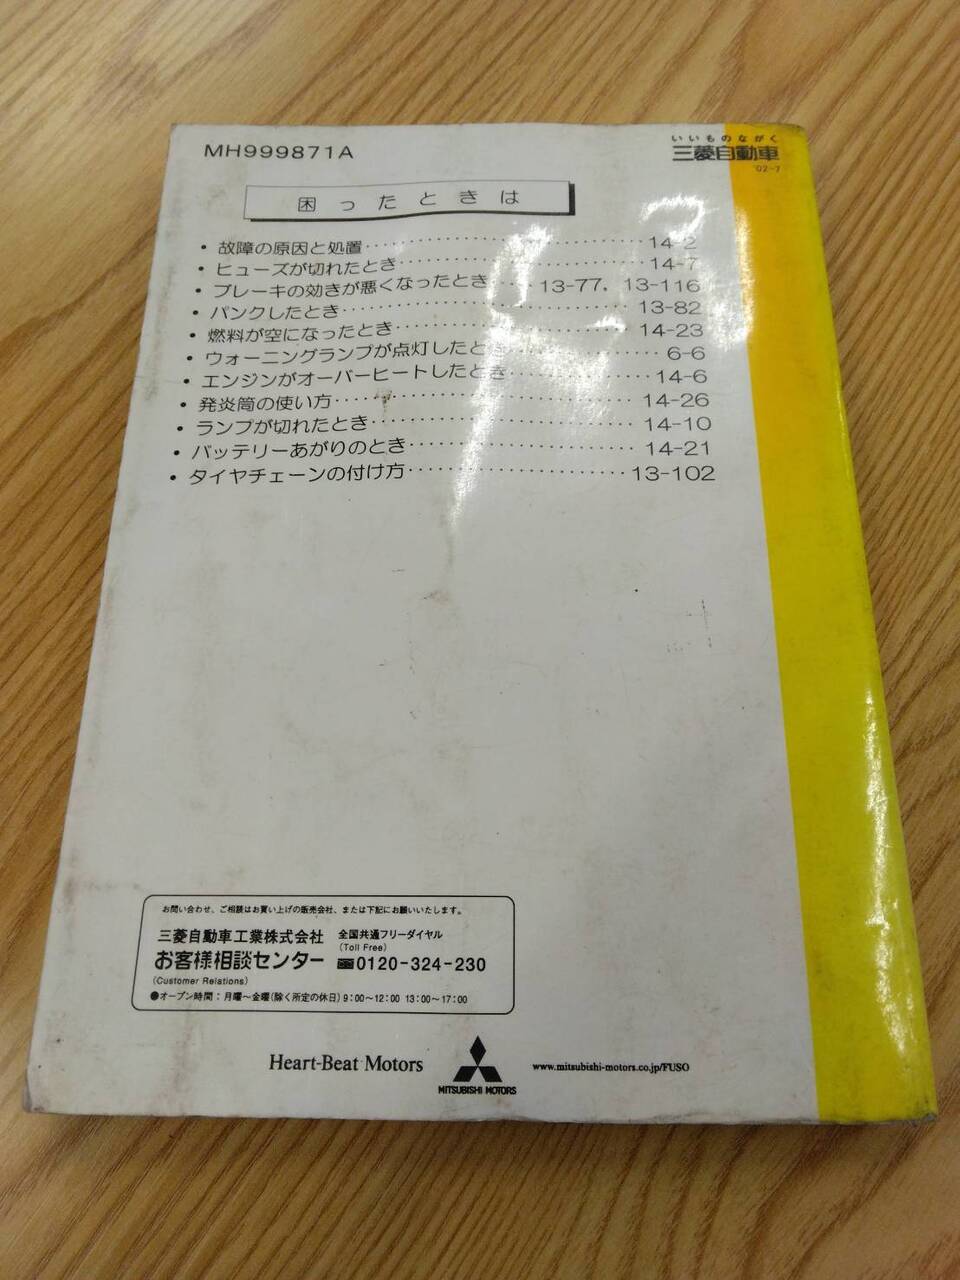 MH999871A
いいものながく
三菱自動車
'02-7
困ったときは
・故障の原因と処置 14-2
・ヒューズが切れたとき 14-7
・ブレーキの効きが悪くなったとき 13-77, 13-116
・パンクしたとき 13-82
・燃料が空になったとき 14-23
・ウォーニングランプが点灯したとき 6-6
・エンジンがオーバーヒートしたとき 14-6
・発炎筒の使い方 14-26
・ランプが切れたとき 14-10
・バッテリーあがりのとき 14-21
・タイヤチェーンの付け方 13-102
お問い合わせ、ご相談はお買い上げの販売会社、または下記にお願いいたします。
三菱自動車工業株式会社 全国共通フリーダイヤル
(Toll Free)
お客様相談センター 0120-324-230
(Customer Relations)
●オープン時間：月曜〜金曜(除く所定の休日) 9:00〜12:00 13:00〜17:00
Heart-Beat Motors
MITSUBISHI MOTORS
www.mitsubishi-motors.co.jp/FUSO